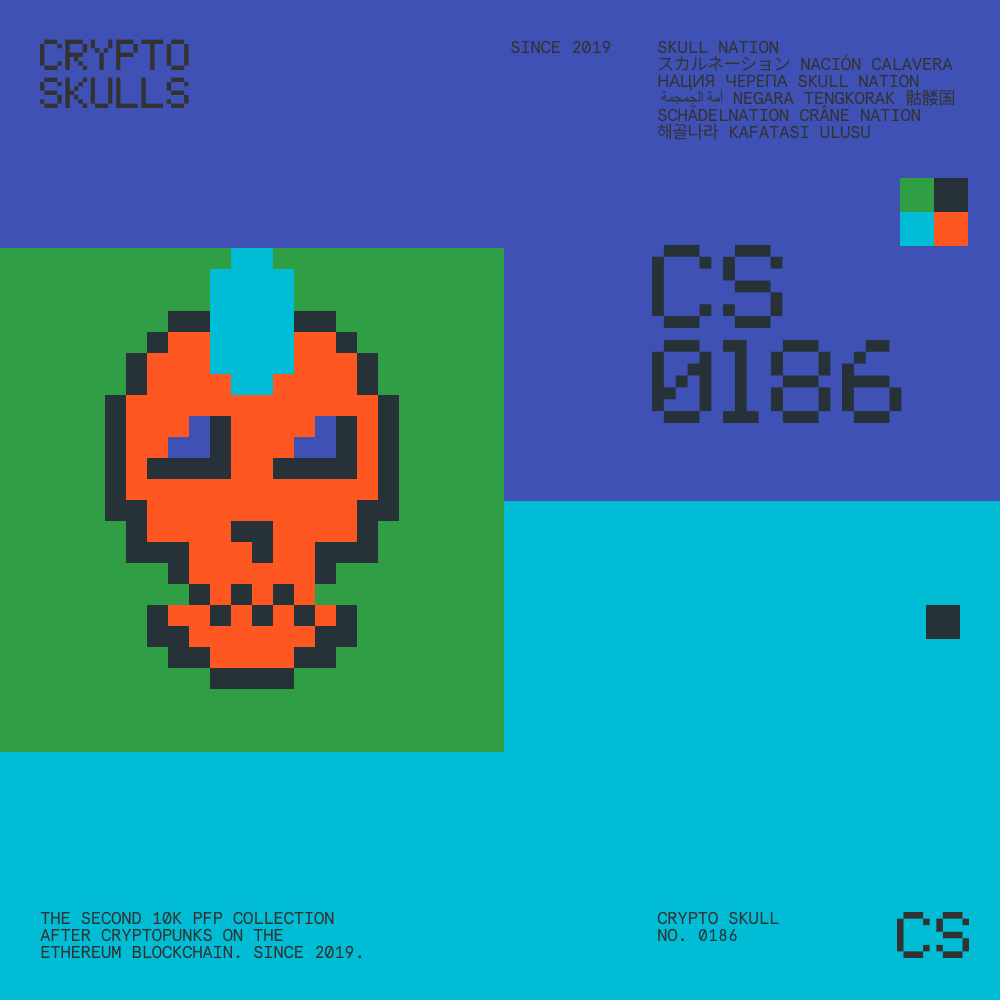 CRYPTO
SKULLS
SINCE 2019
SKULL NATION
スカルネーション NACIÓN CALAVERA
НАЦИЯ ЧЕРЕПА SKULL NATION
أمة الجمجمة NEGARA TENGKORAK 骷髅国
SCHÄDELNATION CRÂNE NATION
해골나라 KAFATASI ULUSU
CS
0186
THE SECOND 10K PFP COLLECTION
AFTER CRYPTOPUNKS ON THE
ETHEREUM BLOCKCHAIN. SINCE 2019.
CRYPTO SKULL
NO. 0186
CS